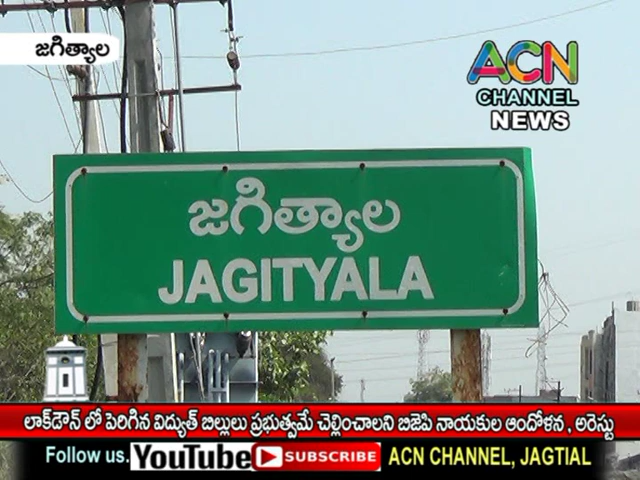 జగిత్యాల
ACN
CHANNEL
NEWS
జగిత్యాల
JAGITYALA
లాక్‌డౌన్ లో పెరిగిన విద్యుత్ బిల్లులు ప్రభుత్వమే చెల్లించాలని బిజెపి నాయకుల ఆందోళన , అరెస్టు
Follow us. YouTube SUBSCRIBE ACN CHANNEL, JAGTIAL